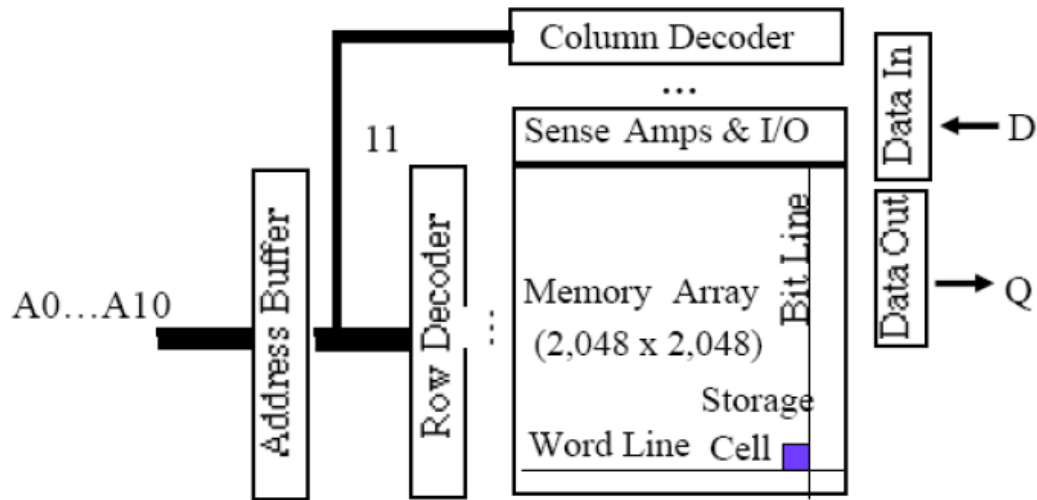 Column Decoder
...
Data In
D
Sense Amps & I/O
11
Address Buffer
Row Decoder
Bit Line
Data Out
A0...A10
Memory Array
Q
...
(2,048 x 2,048)
Storage
Word Line Cell